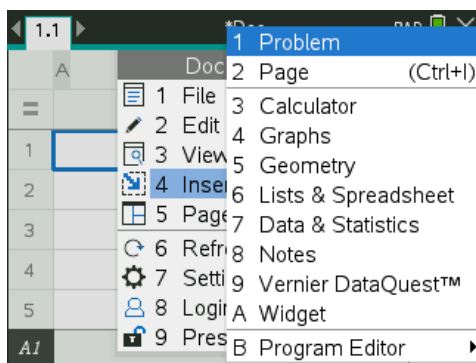 1.1
*Doc
RAD
A
=
1
2
3
4
5
A1
Doc
1 File
2 Edit
3 View
4 Inser
5 Page
6 Refr
7 Setti
8 Login
9 Pres
1 Problem
2 Page (Ctrl+I)
3 Calculator
4 Graphs
5 Geometry
6 Lists & Spreadsheet
7 Data & Statistics
8 Notes
9 Vernier DataQuest™
A Widget
B Program Editor